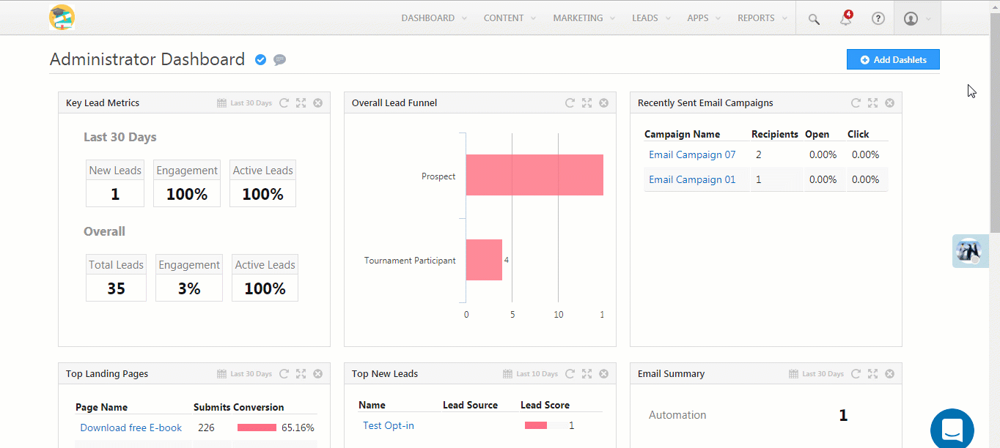 DASHBOARD CONTENT MARKETING LEADS APPS REPORTS 4 ?
Administrator Dashboard
Add Dashlets
Key Lead Metrics Last 30 Days
Last 30 Days
New Leads Engagement Active Leads
1 100% 100%
Overall
Total Leads Engagement Active Leads
35 3% 100%
Overall Lead Funnel
Prospect
Tournament Participant 4
0 5 10 1
Recently Sent Email Campaigns
Campaign Name Recipients Open Click
Email Campaign 07 2 0.00% 0.00%
Email Campaign 01 1 0.00% 0.00%
Top Landing Pages Last 30 Days
Page Name Submits Conversion
Download free E-book 226 65.16%
Top New Leads Last 10 Days
Name Lead Source Lead Score
Test Opt-in 1
Email Summary Last 30 Days
Automation 1